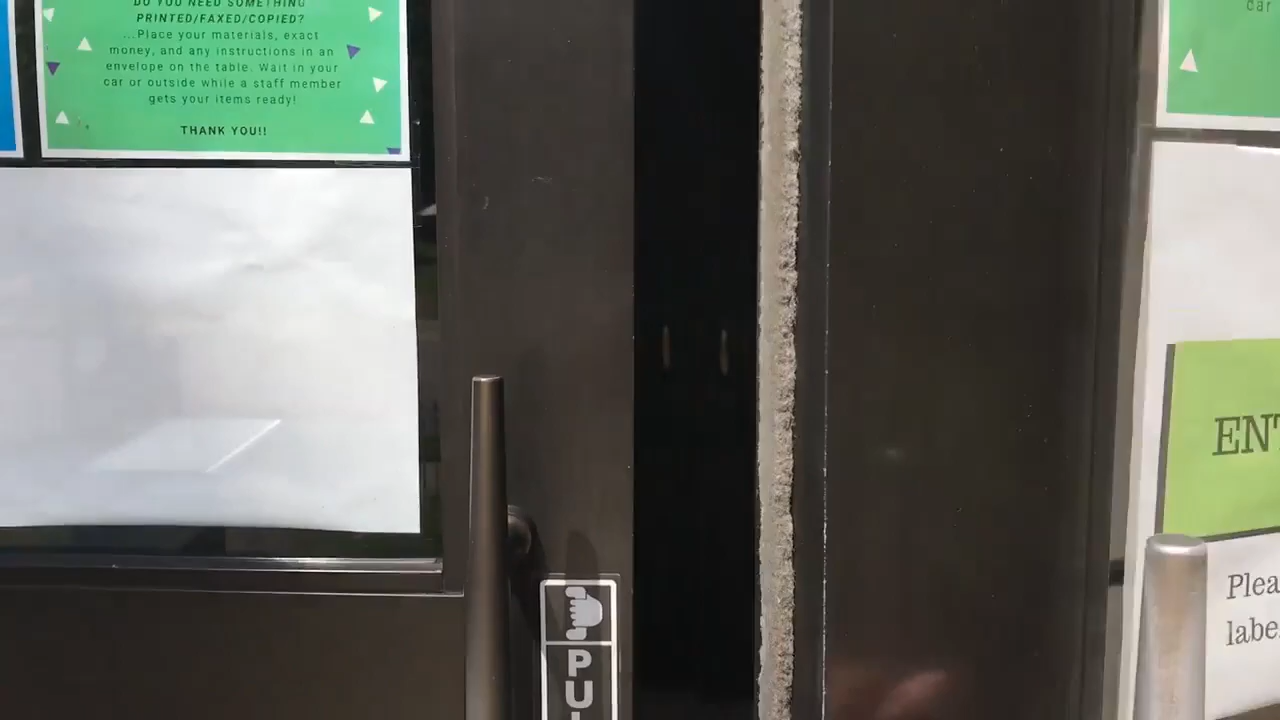 DO YOU NEED SOMETHING
PRINTED/FAXED/COPIED?
...Place your materials, exact
money, and any instructions in an
envelope on the table. Wait in your
car or outside while a staff member
gets your items ready!
THANK YOU!!
PU
car
EN
Plea
labe